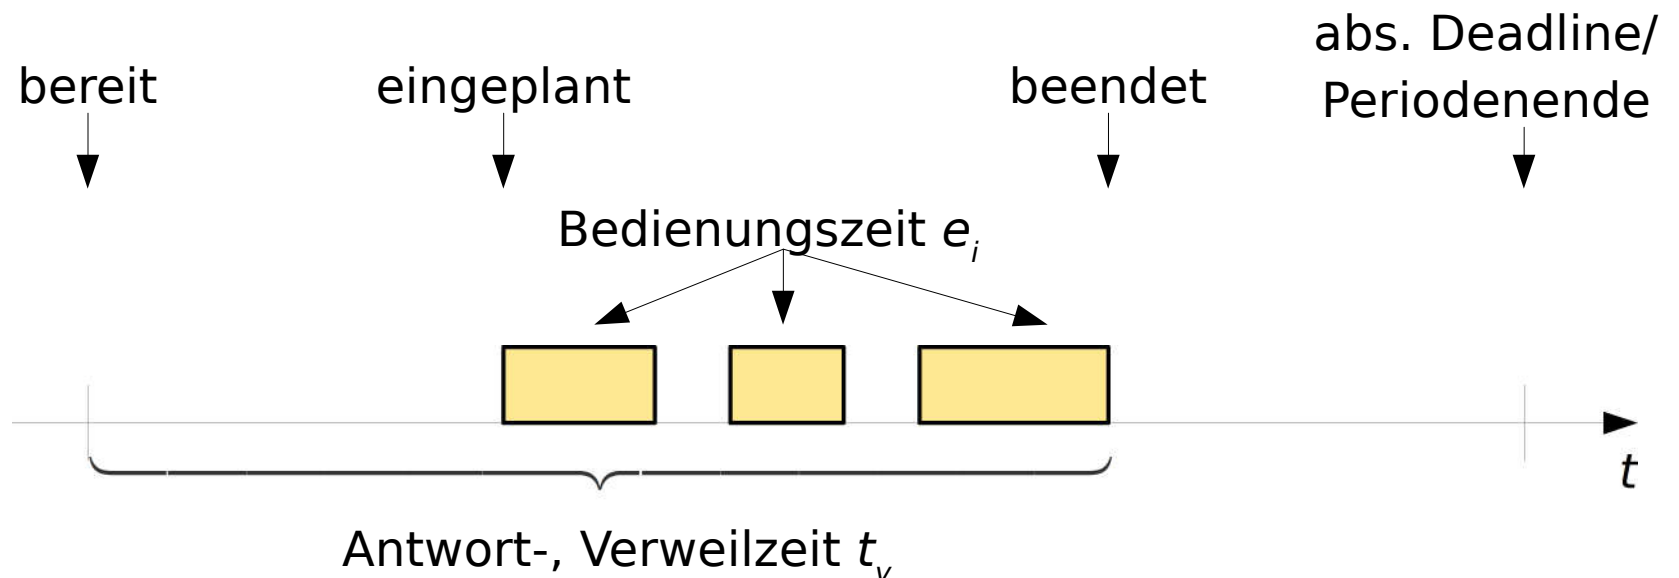 abs. Deadline/
bereit eingeplant beendet Periodenende
Bedienungszeit e_i
t
Antwort-, Verweilzeit t_v